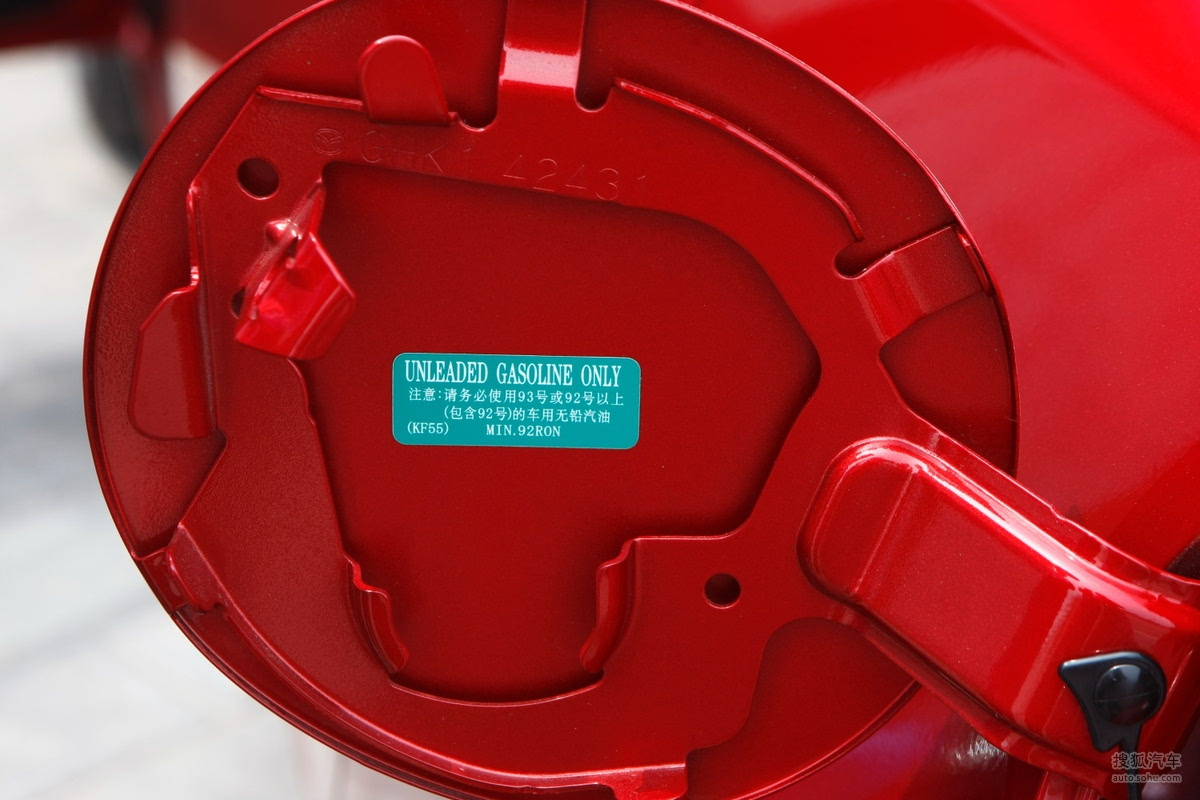 GHK1 42431
UNLEADED GASOLINE ONLY
注意:请务必使用93号或92号以上
(包含92号)的车用无铅汽油
(KF55) MIN.92RON
搜狐汽车
auto.sohu.com